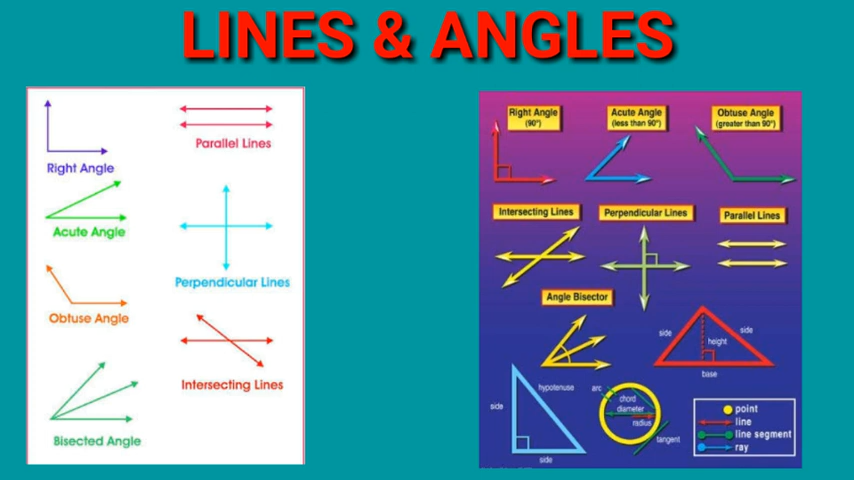 LINES & ANGLES
Right Angle
Parallel Lines
Acute Angle
Perpendicular Lines
Obtuse Angle
Intersecting Lines
Bisected Angle
Right Angle
(90°)
Acute Angle
(less than 90°)
Obtuse Angle
(greater than 90°)
Intersecting Lines
Perpendicular Lines
Parallel Lines
Angle Bisector
side
side
height
base
side
hypotenuse
side
arc
chord
diameter
radius
tangent
point
line
line segment
ray